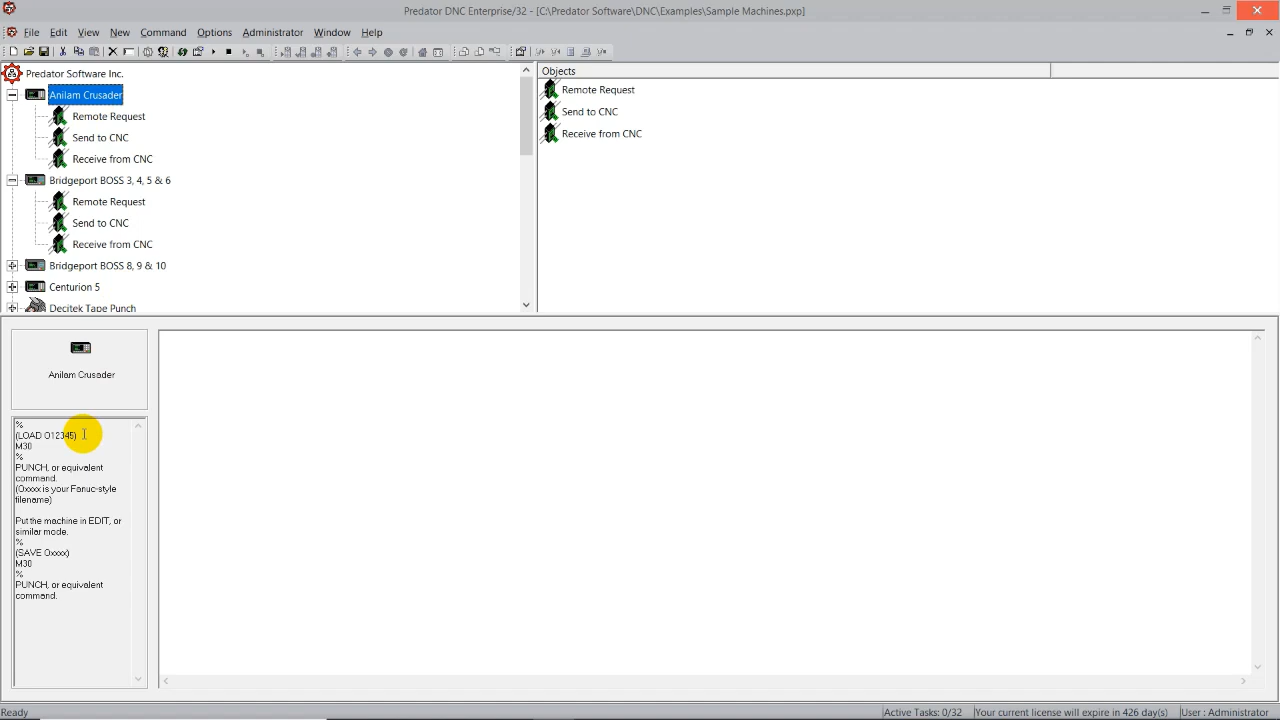 Predator DNC Enterprise/32 - [C:\Predator Software\DNC\Examples\Sample Machines.pxp]
File Edit View New Command Options Administrator Window Help
Predator Software Inc.
Anilam Crusader
Remote Request
Send to CNC
Receive from CNC
Bridgeport BOSS 3, 4, 5 & 6
Remote Request
Send to CNC
Receive from CNC
Bridgeport BOSS 8, 9 & 10
Centurion 5
Decitek Tape Punch
Objects
Remote Request
Send to CNC
Receive from CNC
Anilam Crusader
%
(LOAD O12345)
M30
%
PUNCH, or equivalent
command.
(Oxxxx is your Fanuc-style
filename)
Put the machine in EDIT, or
similar mode.
%
(SAVE Oxxxx)
M30
%
PUNCH, or equivalent
command.
Ready
Active Tasks: 0/32
Your current license will expire in 426 day(s)
User : Administrator